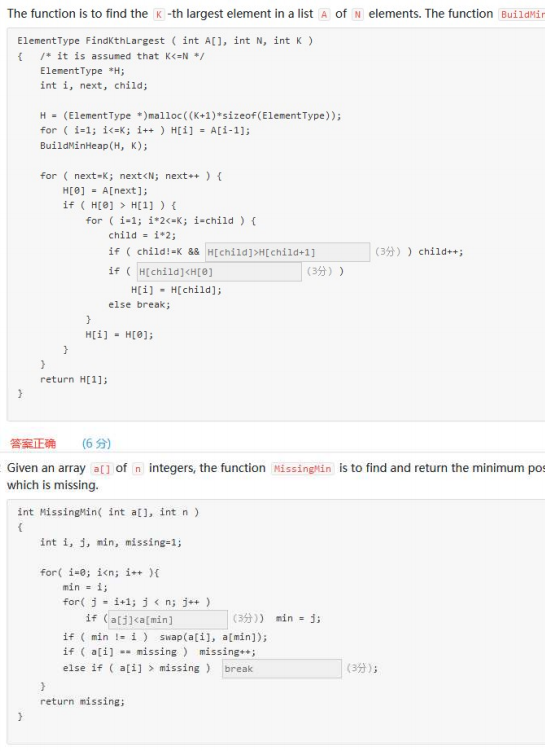 The function is to find the K -th largest element in a list A of N elements. The function BuildMin
ElementType FindKthLargest ( int A[], int N, int K )
{   /* it is assumed that K<=N */
    ElementType *H;
    int i, next, child;

    H = (ElementType *)malloc((K+1)*sizeof(ElementType));
    for ( i=1; i<=K; i++ ) H[i] = A[i-1];
    BuildMinHeap(H, K);

    for ( next=K; next<N; next++ ) {
        H[0] = A[next];
        if ( H[0] > H[1] ) {
            for ( i=1; i*2<=K; i=child ) {
                child = i*2;
                if ( child!=K && H[child]>H[child+1] (3分) ) child++;
                if ( H[child]<H[0] (3分) )
                    H[i] = H[child];
                else break;
            }
            H[i] = H[0];
        }
    }
    return H[1];
}
答案正确 (6 分)
Given an array a[] of n integers, the function MissingMin is to find and return the minimum pos
which is missing.
int MissingMin( int a[], int n )
{
    int i, j, min, missing=1;

    for( i=0; i<n; i++ ){
        min = i;
        for( j = i+1; j < n; j++ )
            if (a[j]<a[min] (3分)) min = j;
        if ( min != i )  swap(a[i], a[min]);
        if ( a[i] == missing )  missing++;
        else if ( a[i] > missing )  break (3分);
    }
    return missing;
}